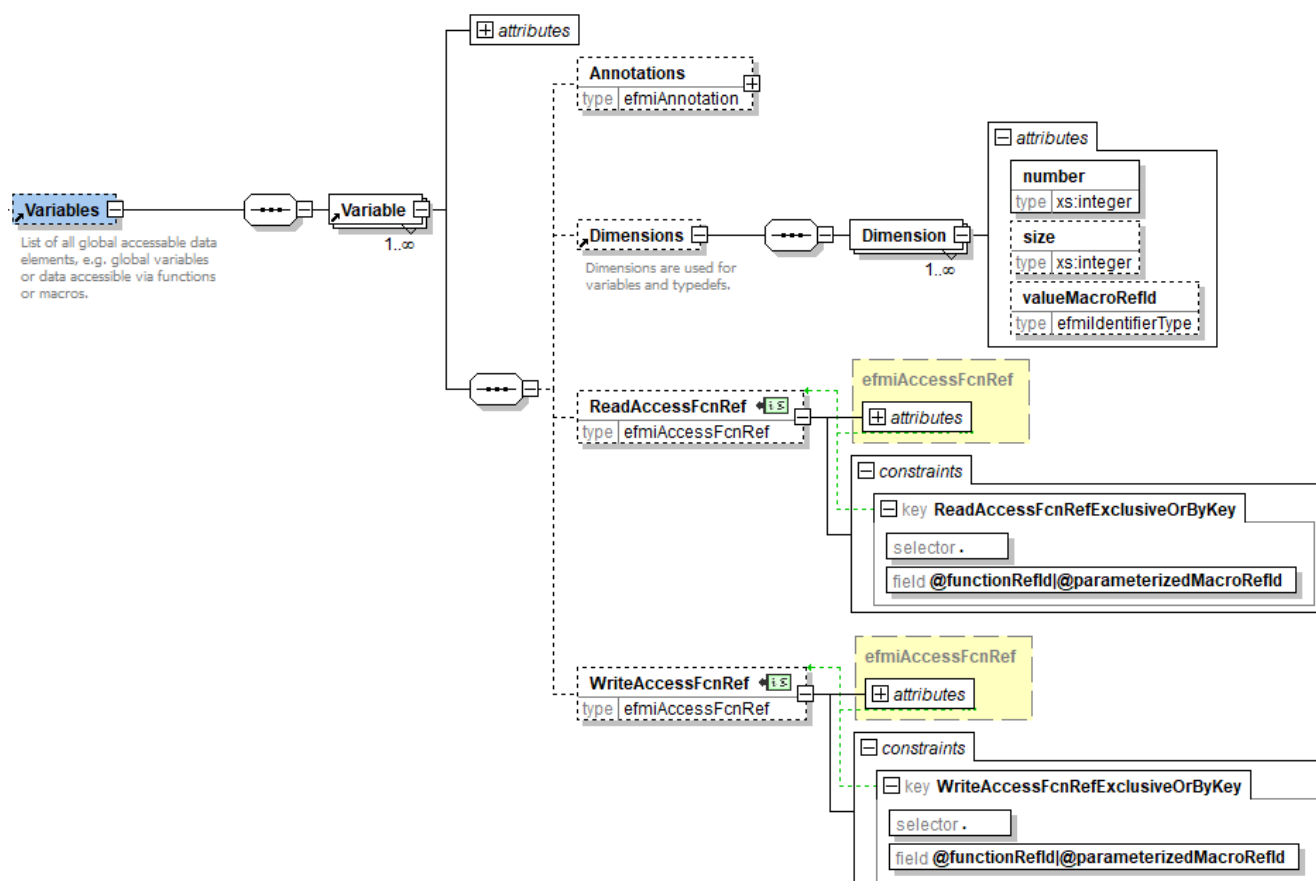 attributes
Annotations
type efmiAnnotation
attributes
number
type xs:integer
Variables
Variable
1..∞
List of all global accessable data
elements, e.g. global variables
or data accessible via functions
or macros.
Dimensions
Dimensions are used for
variables and typedefs.
Dimension
1..∞
size
type xs:integer
valueMacroRefId
type efmiIdentifierType
efmiAccessFcnRef
ReadAccessFcnRef
type efmiAccessFcnRef
attributes
constraints
key ReadAccessFcnRefExclusiveOrByKey
selector .
field @functionRefId|@parameterizedMacroRefId
efmiAccessFcnRef
WriteAccessFcnRef
type efmiAccessFcnRef
attributes
constraints
key WriteAccessFcnRefExclusiveOrByKey
selector .
field @functionRefId|@parameterizedMacroRefId